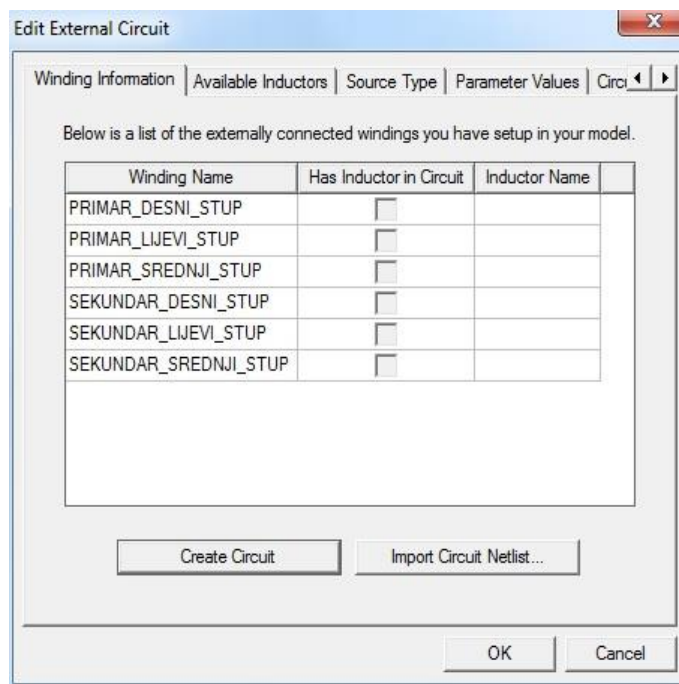 Edit External Circuit
Winding Information Available Inductors Source Type Parameter Values Circu
Below is a list of the externally connected windings you have setup in your model.
Winding Name Has Inductor in Circuit Inductor Name
PRIMAR_DESNI_STUP
PRIMAR_LIJEVI_STUP
PRIMAR_SREDNJI_STUP
SEKUNDAR_DESNI_STUP
SEKUNDAR_LIJEVI_STUP
SEKUNDAR_SREDNJI_STUP
Create Circuit Import Circuit Netlist...
OK Cancel